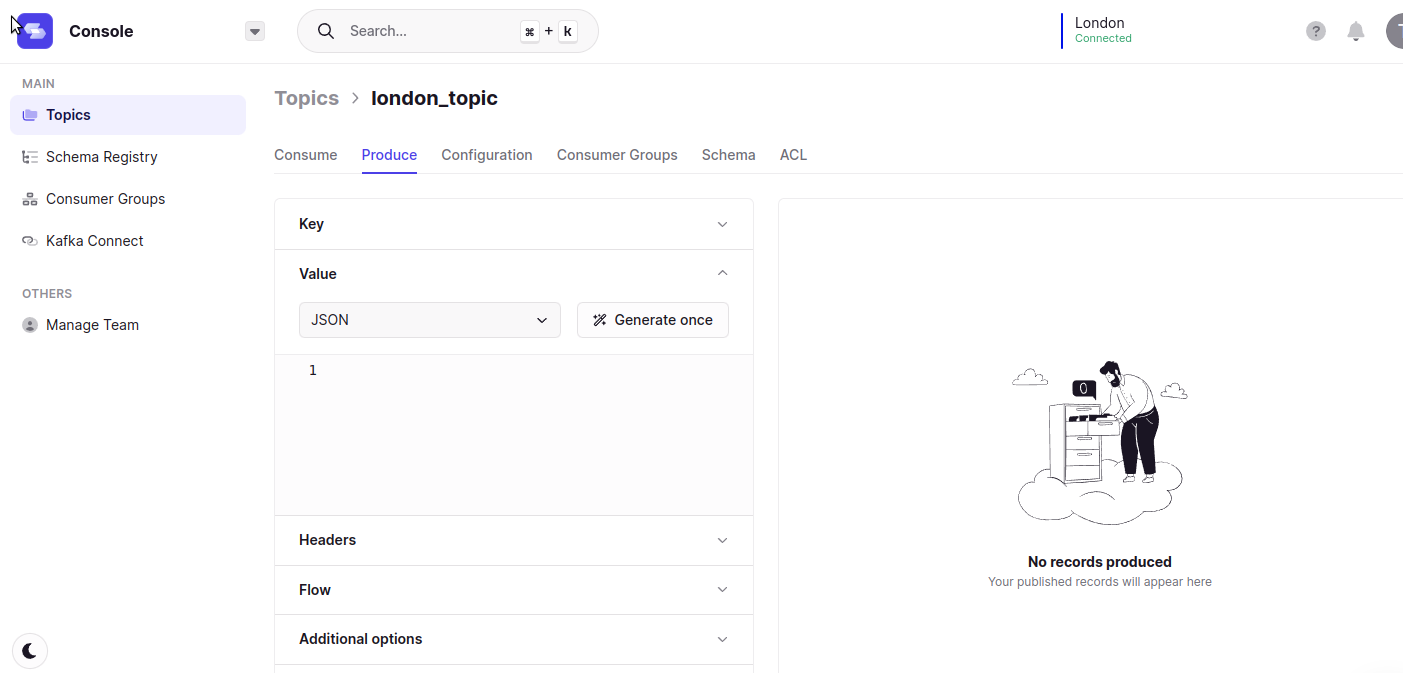 Console
Search...
⌘ + k
London
Connected
?
MAIN
Topics
Schema Registry
Consumer Groups
Kafka Connect
OTHERS
Manage Team
Topics > london_topic
Consume Produce Configuration Consumer Groups Schema ACL
Key
Value
JSON
Generate once
1
Headers
Flow
Additional options
0
No records produced
Your published records will appear here